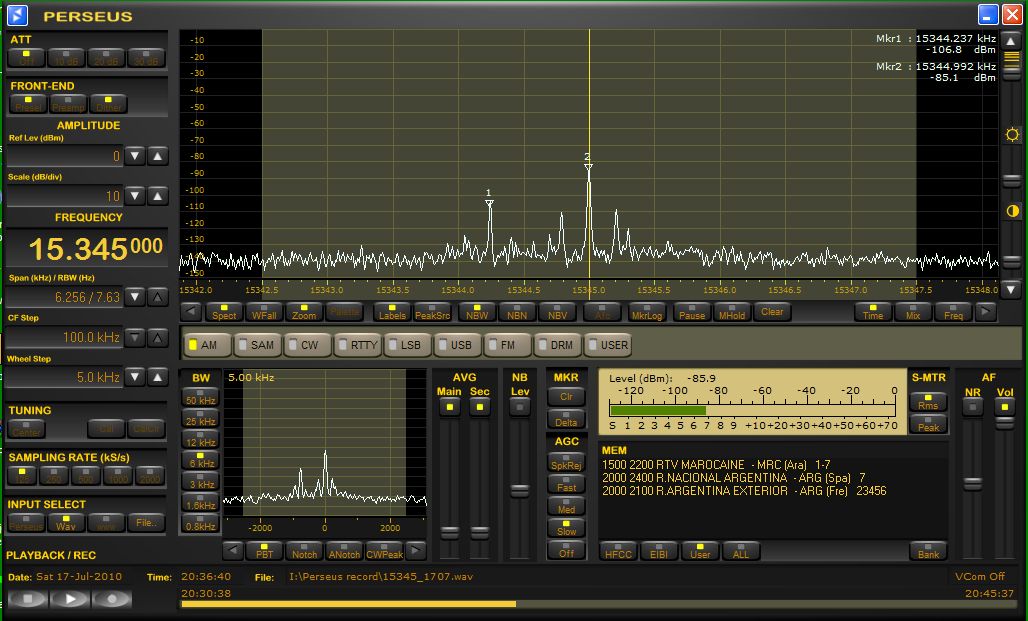 PERSEUS
ATT
Off 10 dB 20 dB 30 dB
FRONT-END
Presel Preamp Dither
AMPLITUDE
Ref Lev (dBm)
0
Scale (dB/div)
10
FREQUENCY
15.345000
Span (kHz) / RBW (Hz)
6.256 / 7.63
CF Step
100.0 kHz
Wheel Step
5.0 kHz
TUNING
Center Cal CalClr
SAMPLING RATE (kS/s)
125 250 500 1000 2000
INPUT SELECT
Perseus Wav www File..
Mkr1 : 15344.237 kHz
-106.8 dBm
Mkr2 : 15344.992 kHz
-85.1 dBm
-10
-20
-30
-40
-50
-60
-70
-80
-90
-100
-110
-120
-130
-140
-150
1
2
15342.0 15342.5 15343.0 15343.5 15344.0 15344.5 15345.0 15345.5 15346.0 15346.5 15347.0 15347.5 15348.0
Spect WFall Zoom Palette Labels PeakSrc NBW NBN NBV MkrLog Pause MHold Clear Time Mix Freq
AM SAM CW RTTY LSB USB FM DRM USER
BW
50 kHz
25 kHz
12 kHz
6 kHz
3 kHz
1.6kHz
0.8kHz
5.00 kHz
-2000 0 2000
PBT Notch ANotch CWPeak
AVG
Main Sec
NB
Lev
MKR
Clr
Delta
AGC
SpkRej
Fast
Med
Slow
Off
Level (dBm): -85.9
-120 -100 -80 -60 -40 -20 0
S 1 2 3 4 5 6 7 8 9 +10+20+30+40+50+60+70
S-MTR
Rms
Peak
AF
NR Vol
MEM
1500 2200 RTV MAROCAINE - MRC (Ara) 1-7
2000 2400 R.NACIONAL ARGENTINA - ARG (Spa) 7
2000 2100 R.ARGENTINA EXTERIOR - ARG (Fre) 23456
HFCC EIBI User ALL Bank
PLAYBACK / REC
Date: Sat 17-Jul-2010 Time: 20:36:40 File: I:\Perseus record\15345_1707.wav VCom Off
20:30:38 20:45:37